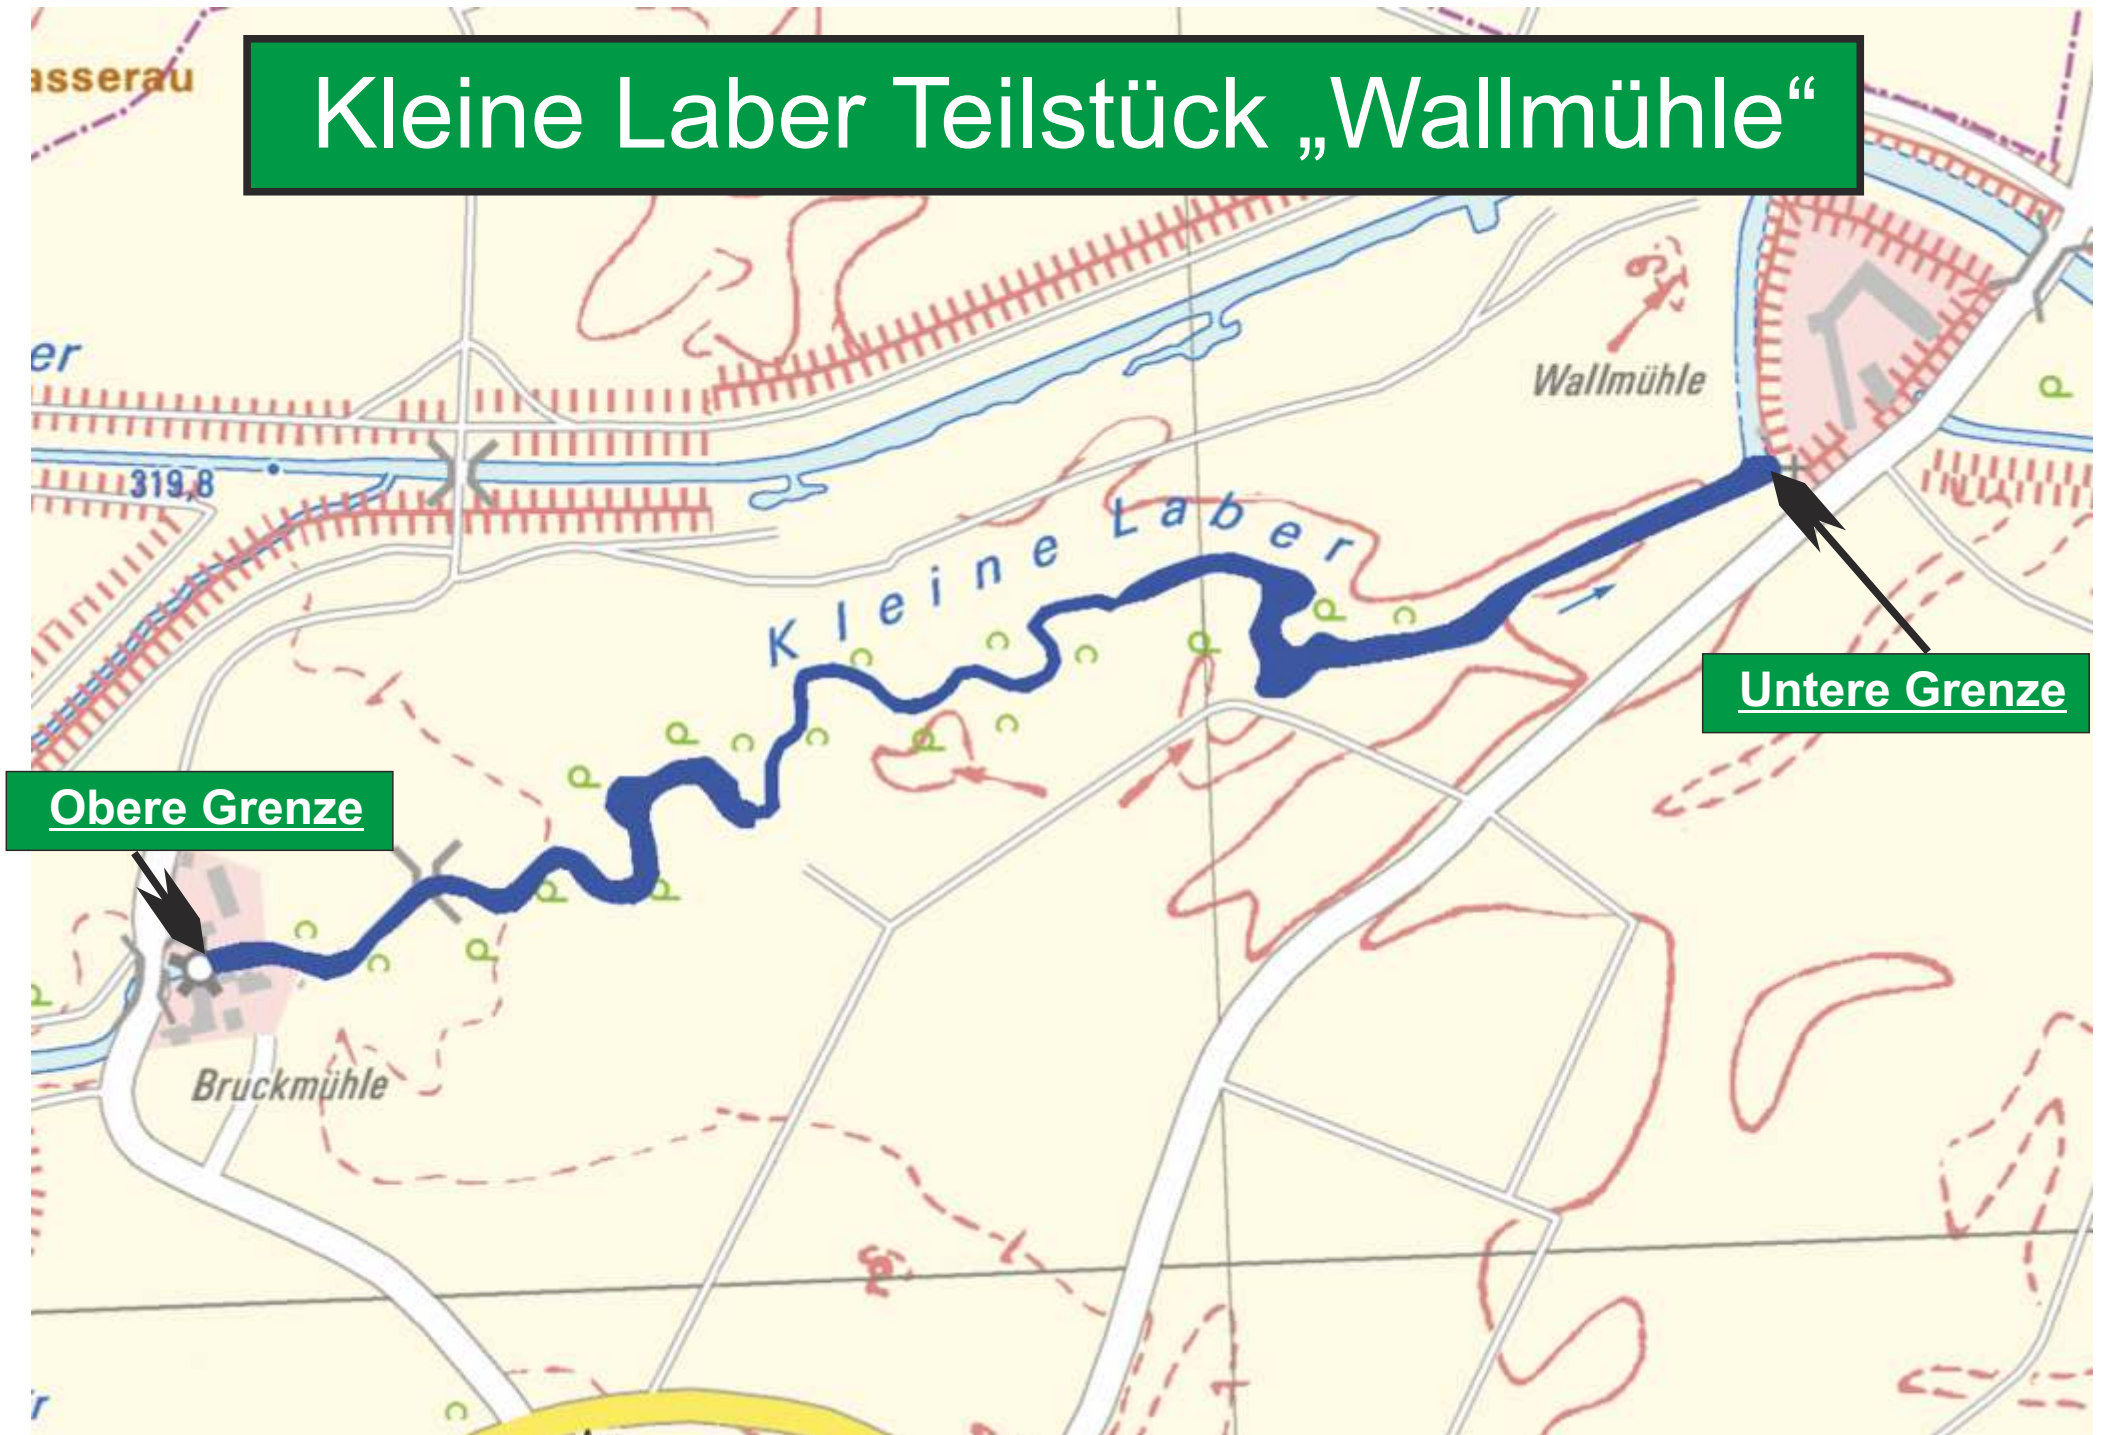 Kleine Laber Teilstück „Wallmühle“
asserau
er
319,8
Wallmühle
Kleine Laber
Untere Grenze
Obere Grenze
Bruckmühle